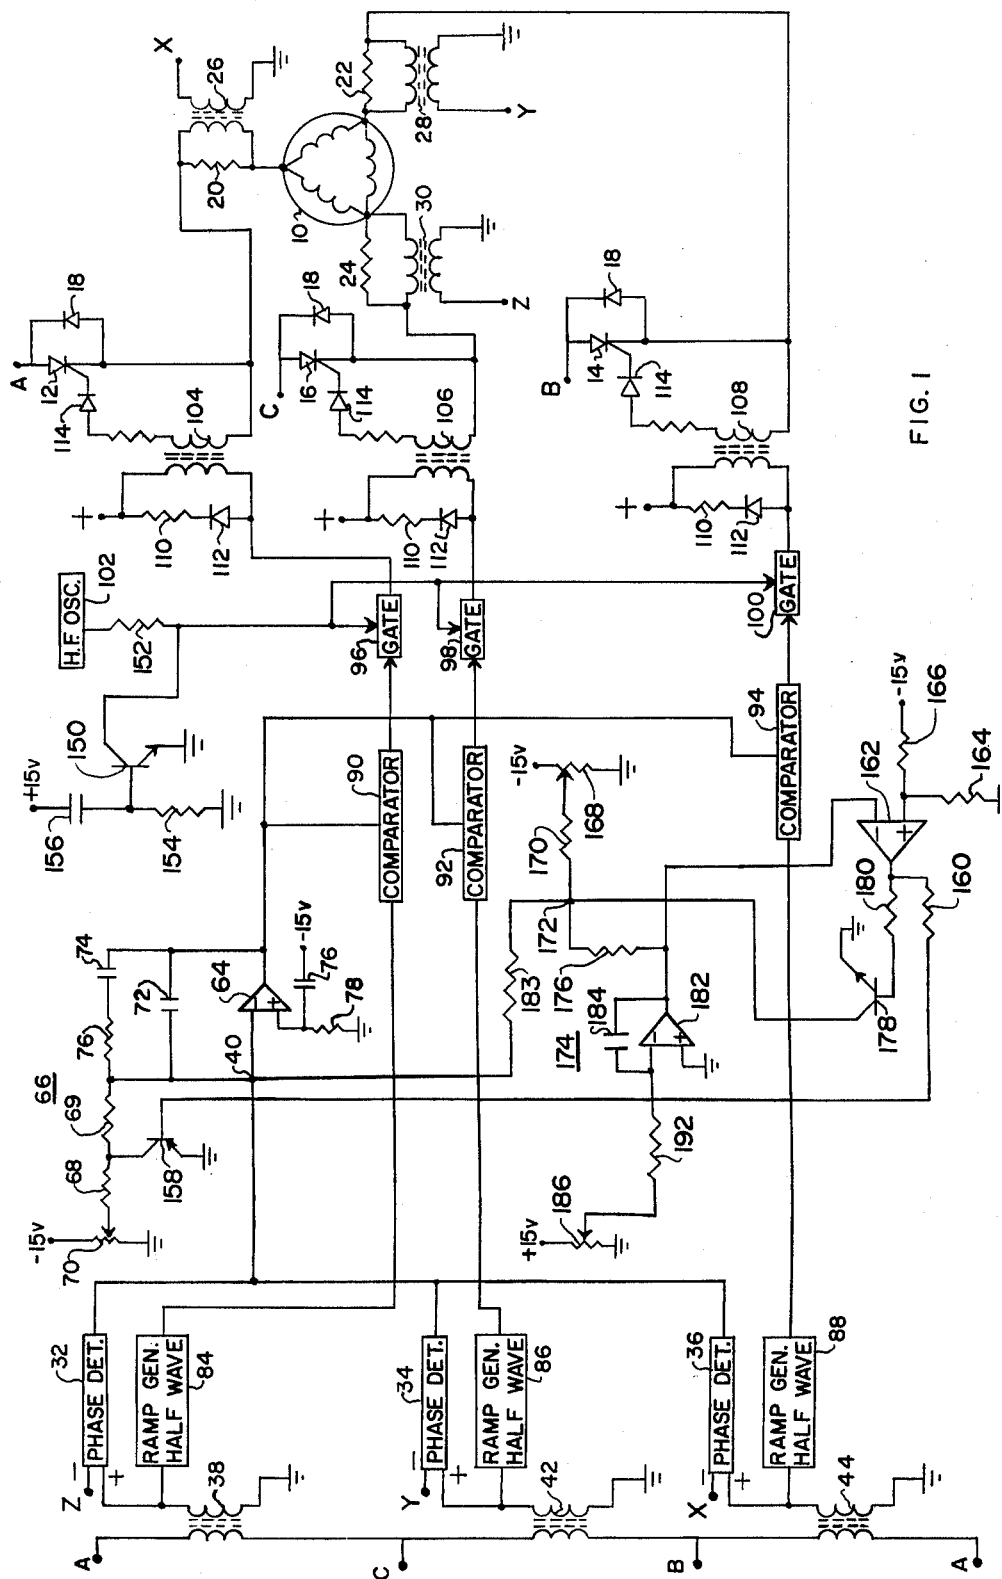 A
B
C
A
44
42
38
X
Y
Z
−
+
−
+
−
+
36
PHASE DET.
34
PHASE DET.
32
PHASE DET.
RAMP GEN.
HALF WAVE
88
RAMP GEN.
HALF WAVE
86
RAMP GEN.
HALF WAVE
84
-15v
70
68
69
66
76
74
72
158
40
64
−
+
-15v
76
78
+15v
186
192
174
184
182
−
+
176
172
183
170
-15v
168
178
180
160
162
−
+
-15v
166
164
+15v
156
150
154
152
H.F. OSC.
102
COMPARATOR
90
COMPARATOR
92
COMPARATOR
94
96
GATE
98
GATE
100
GATE
+
110
112
+
110
112
+
110
112
104
106
108
114
114
114
A
12
18
C
16
18
B
14
18
X
26
20
10
22
28
Y
24
30
Z
FIG. 1